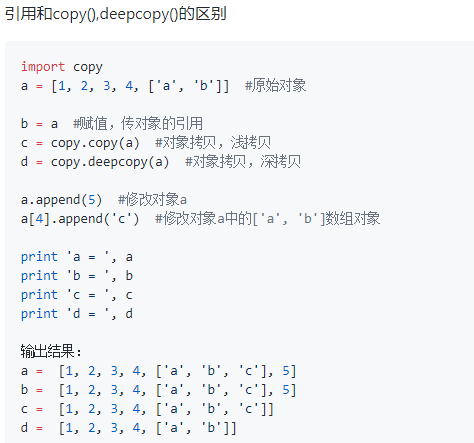 引用和copy(),deepcopy()的区别
import copy
a = [1, 2, 3, 4, ['a', 'b']]  #原始对象
b = a  #赋值，传对象的引用
c = copy.copy(a)  #对象拷贝，浅拷贝
d = copy.deepcopy(a)  #对象拷贝，深拷贝
a.append(5)  #修改对象a
a[4].append('c')  #修改对象a中的['a', 'b']数组对象
print 'a = ', a
print 'b = ', b
print 'c = ', c
print 'd = ', d
输出结果：
a =  [1, 2, 3, 4, ['a', 'b', 'c'], 5]
b =  [1, 2, 3, 4, ['a', 'b', 'c'], 5]
c =  [1, 2, 3, 4, ['a', 'b', 'c']]
d =  [1, 2, 3, 4, ['a', 'b']]